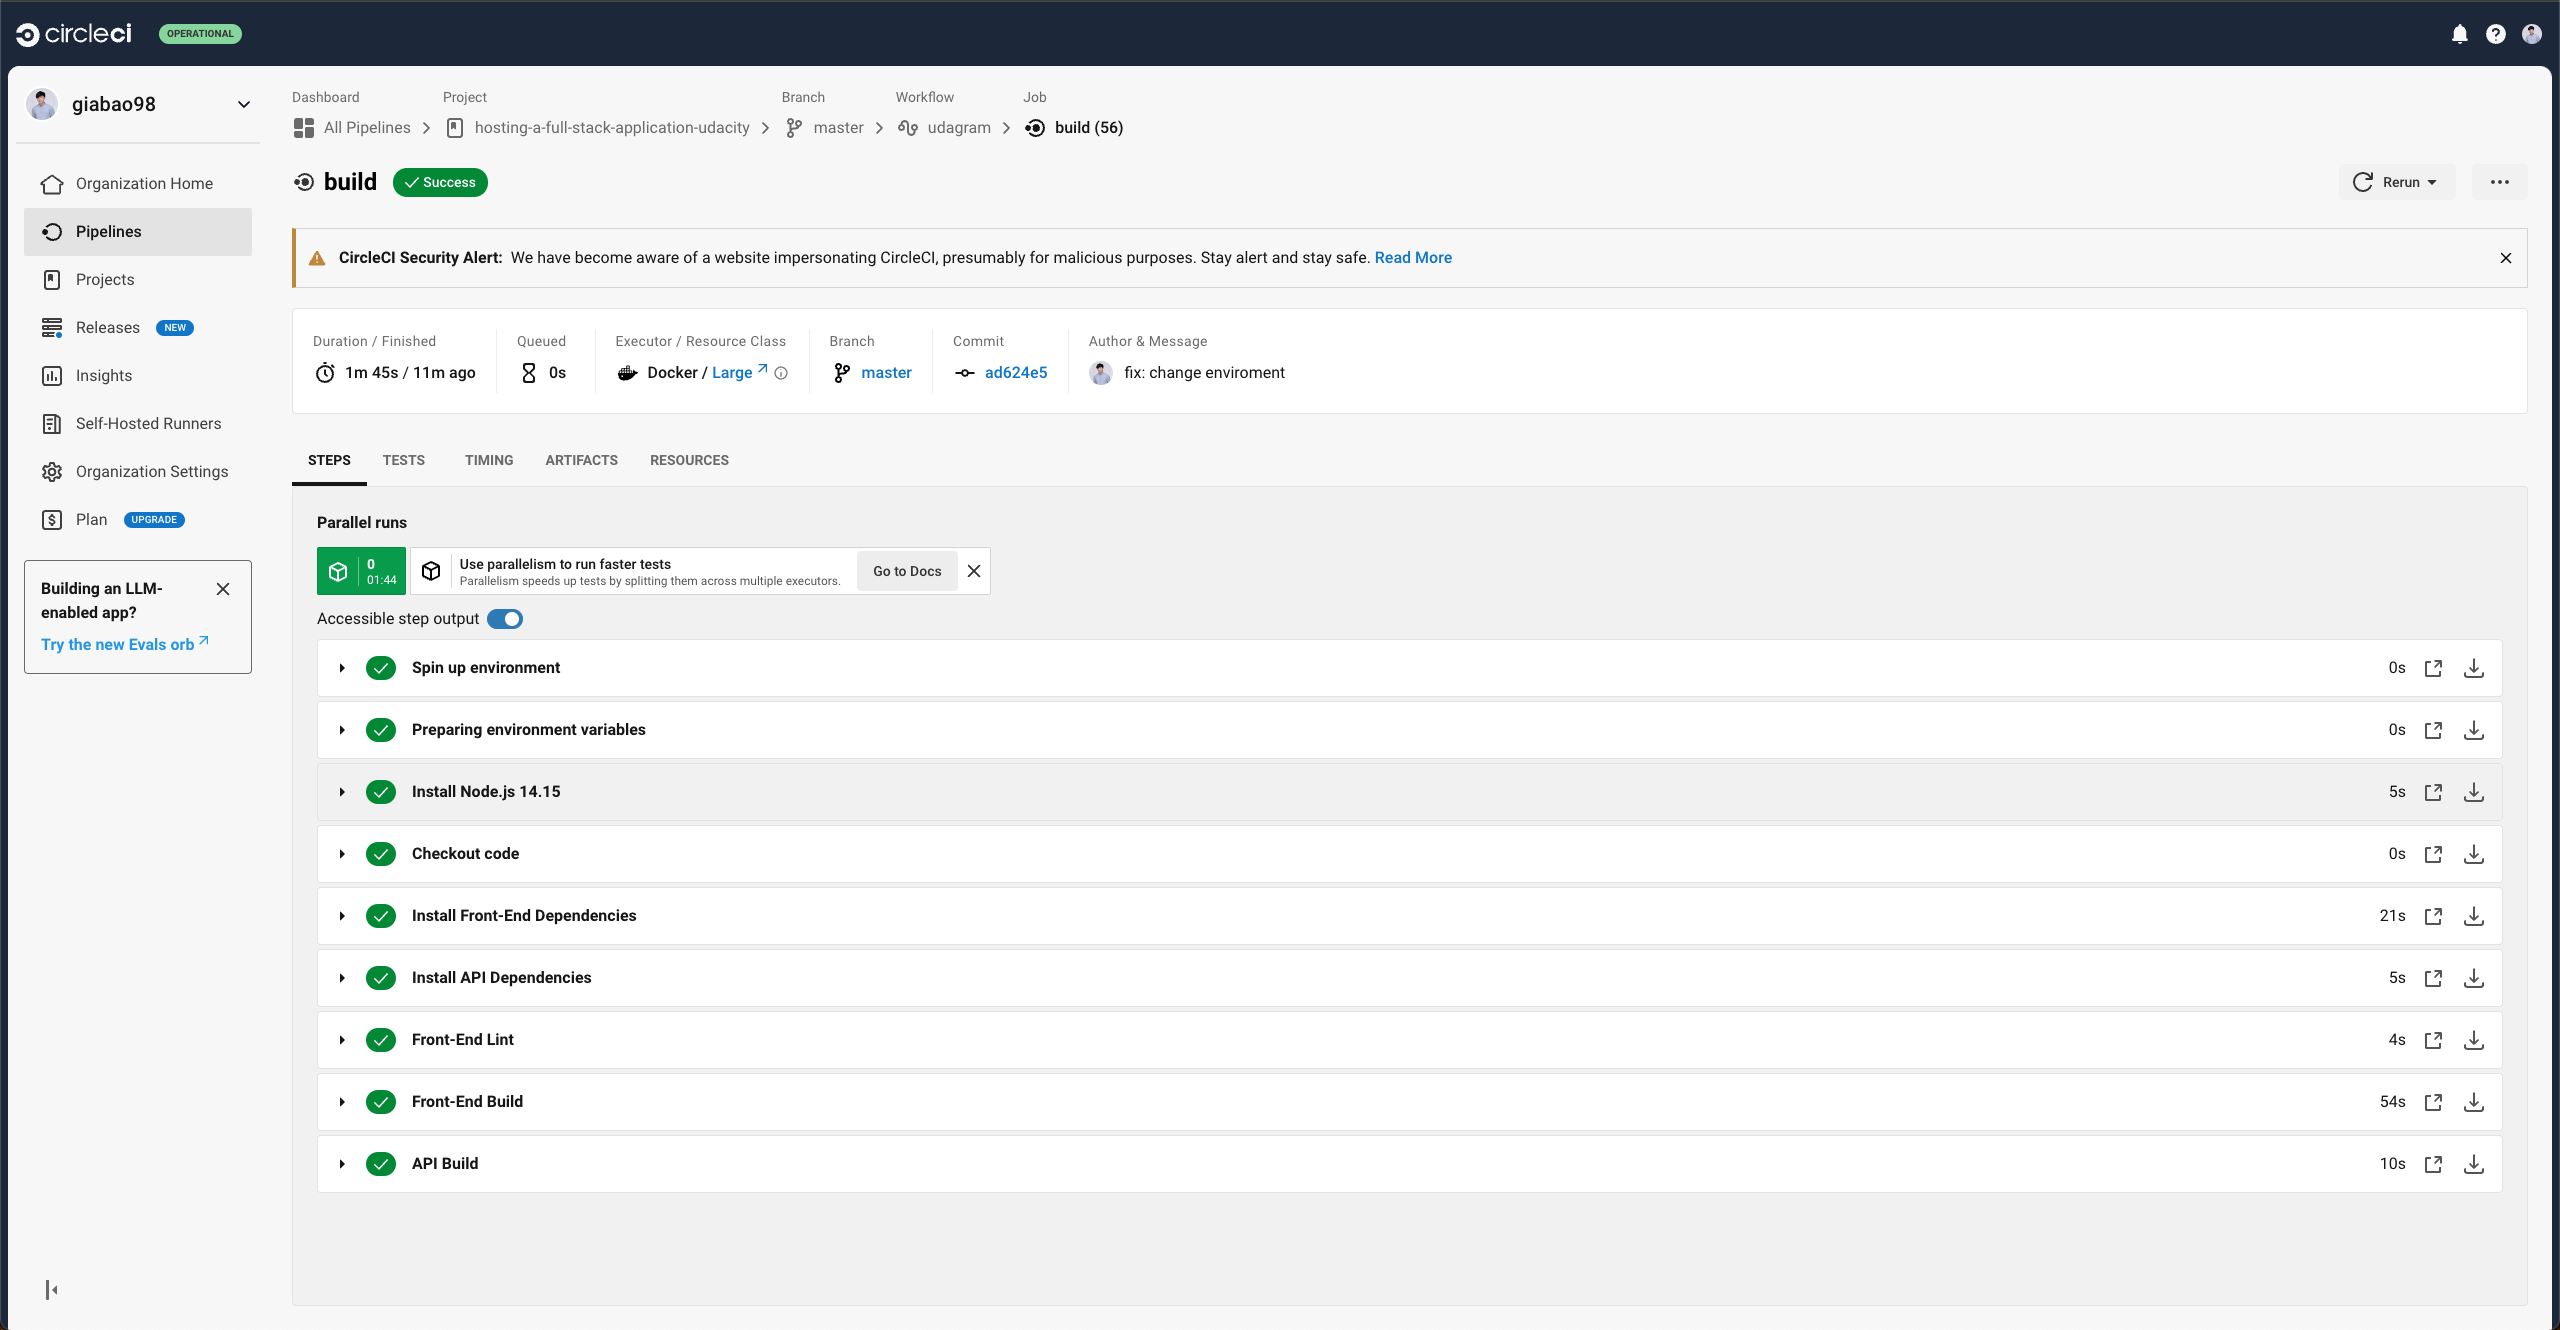 circleci OPERATIONAL
giabao98
Organization Home
Pipelines
Projects
Releases NEW
Insights
Self-Hosted Runners
Organization Settings
Plan UPGRADE
Building an LLM-
enabled app?
Try the new Evals orb
Dashboard Project Branch Workflow Job
All Pipelines hosting-a-full-stack-application-udacity master udagram build (56)
build Success Rerun
CircleCI Security Alert: We have become aware of a website impersonating CircleCI, presumably for malicious purposes. Stay alert and stay safe. Read More
Duration / Finished Queued Executor / Resource Class Branch Commit Author & Message
1m 45s / 11m ago 0s Docker / Large master ad624e5 fix: change enviroment
STEPS TESTS TIMING ARTIFACTS RESOURCES
Parallel runs
0
01:44
Use parallelism to run faster tests
Parallelism speeds up tests by splitting them across multiple executors.
Go to Docs
Accessible step output
Spin up environment 0s
Preparing environment variables 0s
Install Node.js 14.15 5s
Checkout code 0s
Install Front-End Dependencies 21s
Install API Dependencies 5s
Front-End Lint 4s
Front-End Build 54s
API Build 10s